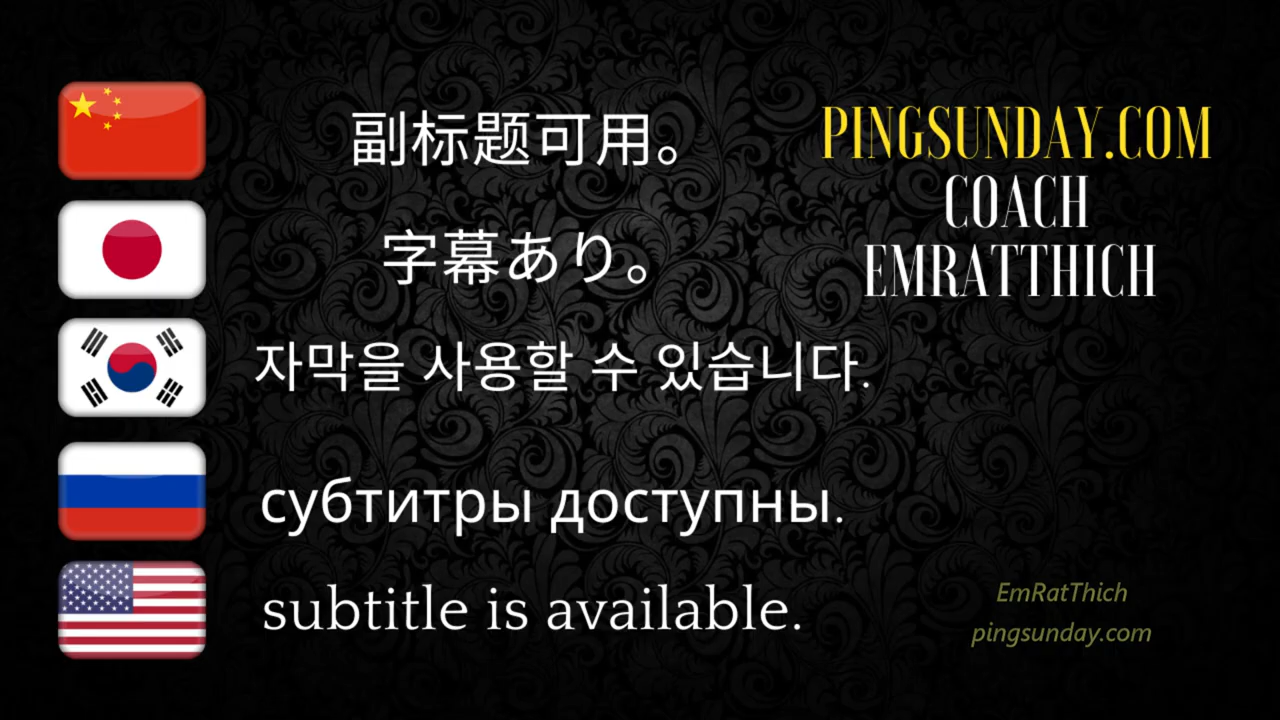 副标题可用。
字幕あり。
자막을 사용할 수 있습니다.
субтитры доступны.
subtitle is available.
PINGSUNDAY.COM
COACH
EMRATTHICH
EmRatThich
pingsunday.com